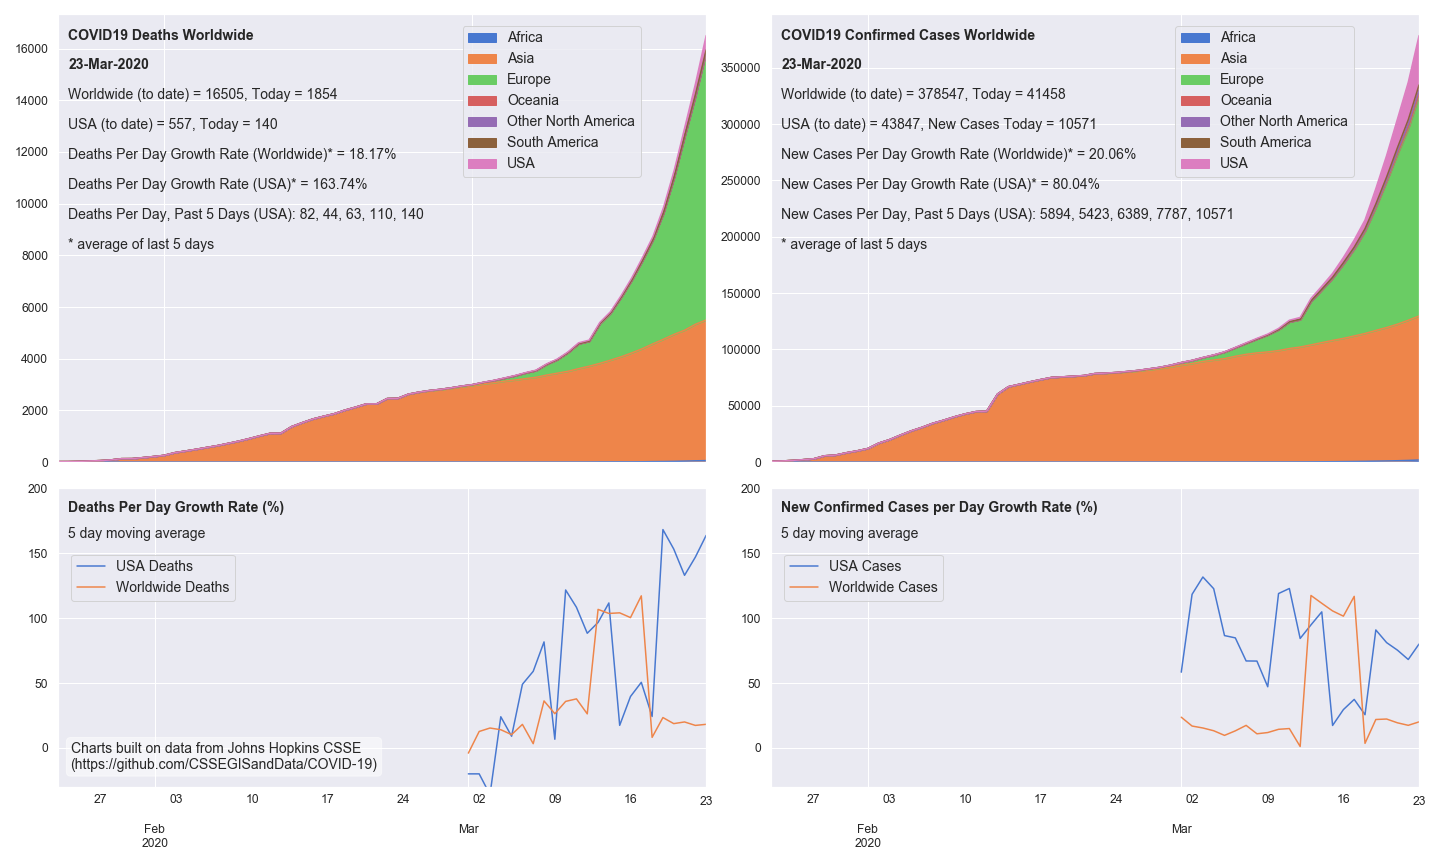 COVID19 Deaths Worldwide
23-Mar-2020
Worldwide (to date) = 16505, Today = 1854
USA (to date) = 557, Today = 140
Deaths Per Day Growth Rate (Worldwide)* = 18.17%
Deaths Per Day Growth Rate (USA)* = 163.74%
Deaths Per Day, Past 5 Days (USA): 82, 44, 63, 110, 140
* average of last 5 days
Africa
Asia
Europe
Oceania
Other North America
South America
USA
16000
14000
12000
10000
8000
6000
4000
2000
0
COVID19 Confirmed Cases Worldwide
23-Mar-2020
Worldwide (to date) = 378547, Today = 41458
USA (to date) = 43847, New Cases Today = 10571
New Cases Per Day Growth Rate (Worldwide)* = 20.06%
New Cases Per Day Growth Rate (USA)* = 80.04%
New Cases Per Day, Past 5 Days (USA): 5894, 5423, 6389, 7787, 10571
* average of last 5 days
Africa
Asia
Europe
Oceania
Other North America
South America
USA
350000
300000
250000
200000
150000
100000
50000
0
Deaths Per Day Growth Rate (%)
5 day moving average
USA Deaths
Worldwide Deaths
200
150
100
50
0
Charts built on data from Johns Hopkins CSSE
(https://github.com/CSSEGISandData/COVID-19)
27 03 10 17 24 02 09 16 23
Feb Mar
2020
New Confirmed Cases per Day Growth Rate (%)
5 day moving average
USA Cases
Worldwide Cases
200
150
100
50
0
27 03 10 17 24 02 09 16 23
Feb Mar
2020